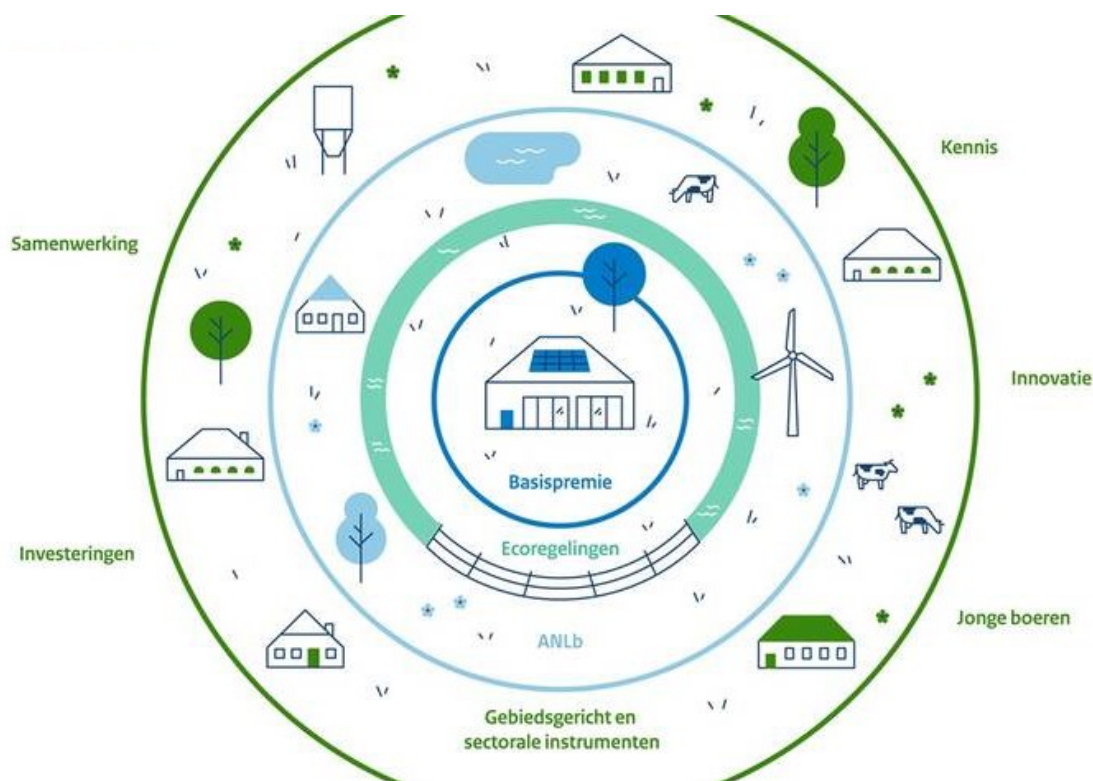 Kennis
Samenwerking
Innovatie
Basispremie
Ecoregelingen
Investeringen
Jonge boeren
ANLb
Gebiedsgericht en
sectorale instrumenten